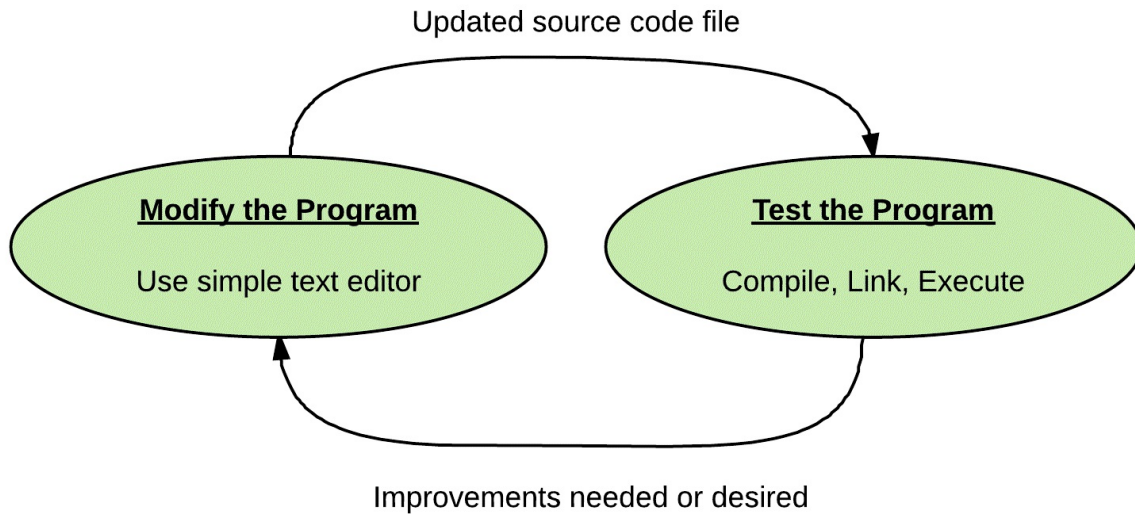 Updated source code file
Modify the Program
Use simple text editor
Test the Program
Compile, Link, Execute
Improvements needed or desired